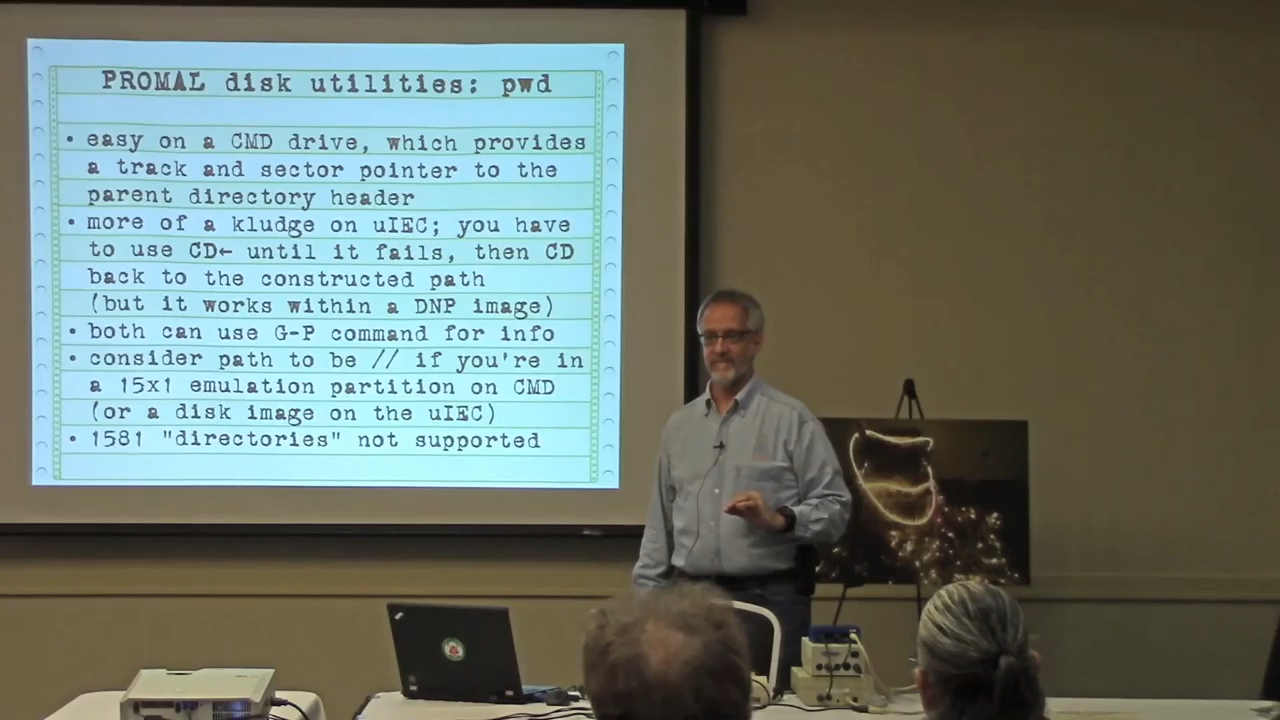 PROMAL disk utilities: pwd
• easy on a CMD drive, which provides
a track and sector pointer to the
parent directory header
• more of a kludge on uIEC; you have
to use CD← until it fails, then CD
back to the constructed path
(but it works within a DNP image)
• both can use G-P command for info
• consider path to be // if you're in
a 15x1 emulation partition on CMD
(or a disk image on the uIEC)
• 1581 "directories" not supported